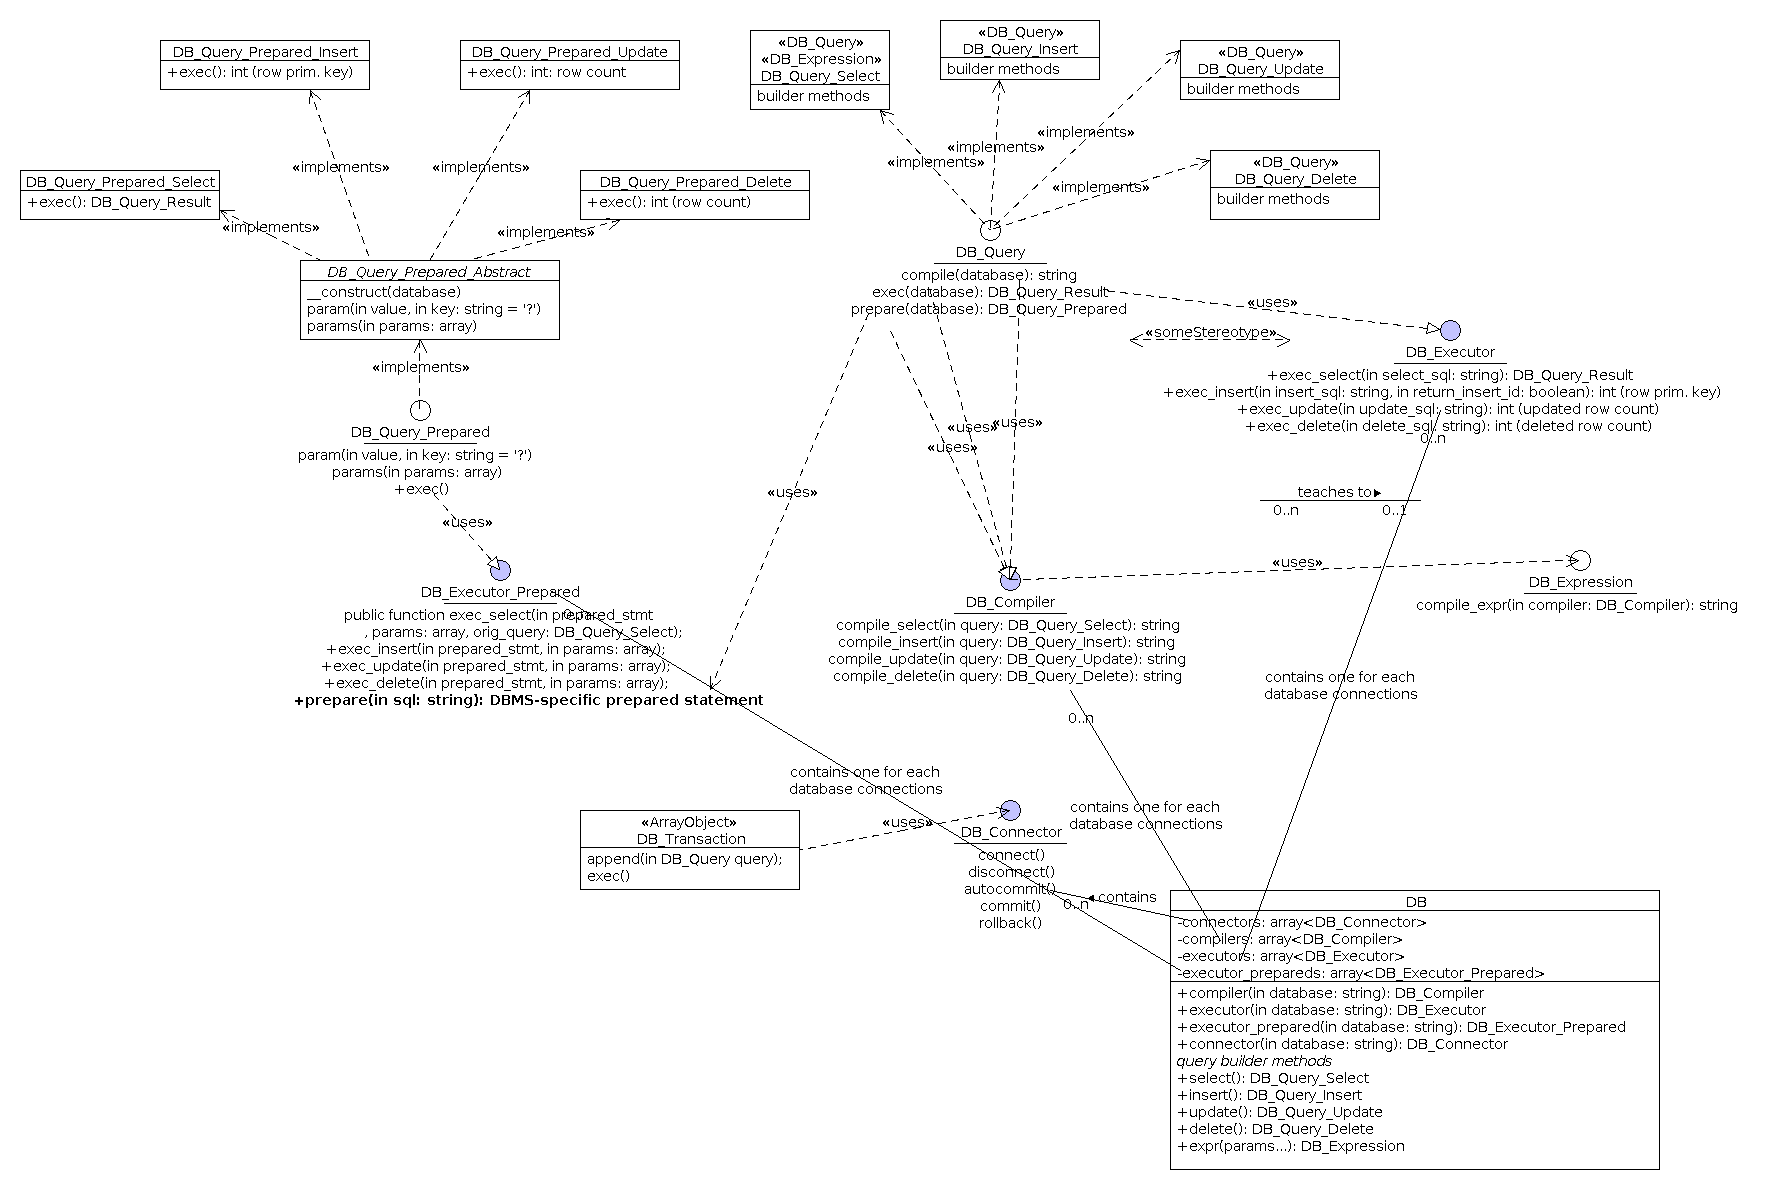 DB_Query_Prepared_Insert
+exec(): int (row prim. key)
DB_Query_Prepared_Update
+exec(): int: row count
«DB_Query»
«DB_Expression»
DB_Query_Select
builder methods
«DB_Query»
DB_Query_Insert
builder methods
«DB_Query»
DB_Query_Update
builder methods
«implements»
«implements»
«implements»
«implements»
«implements»
«implements»
DB_Query_Prepared_Select
+exec(): DB_Query_Result
DB_Query_Prepared_Delete
+exec(): int (row count)
«DB_Query»
DB_Query_Delete
builder methods
«implements»
«implements»
DB_Query_Prepared_Abstract
__construct(database)
param(in value, in key: string = '?')
params(in params: array)
DB_Query
compile(database): string
exec(database): DB_Query_Result
prepare(database): DB_Query_Prepared
«uses»
«someStereotype»
«implements»
DB_Executor
+exec_select(in select_sql: string): DB_Query_Result
+exec_insert(in insert_sql: string, in return_insert_id: boolean): int (row prim. key)
+exec_update(in update_sql: string): int (updated row count)
+exec_delete(in delete_sql: string): int (deleted row count)
0..n
DB_Query_Prepared
param(in value, in key: string = '?')
params(in params: array)
+exec()
«uses»
«uses»
«uses»
«uses»
«uses»
teaches to
0..n
0..1
«uses»
DB_Executor_Prepared
0..n
public function exec_select(in prepared_stmt
, params: array, orig_query: DB_Query_Select);
+exec_insert(in prepared_stmt, in params: array);
+exec_update(in prepared_stmt, in params: array);
+exec_delete(in prepared_stmt, in params: array);
+prepare(in sql: string): DBMS-specific prepared statement
DB_Compiler
compile_select(in query: DB_Query_Select): string
compile_insert(in query: DB_Query_Insert): string
compile_update(in query: DB_Query_Update): string
compile_delete(in query: DB_Query_Delete): string
0..n
DB_Expression
compile_expr(in compiler: DB_Compiler): string
contains one for each
database connections
contains one for each
database connections
contains one for each
database connections
«ArrayObject»
DB_Transaction
append(in DB_Query query);
exec()
«uses»
DB_Connector
connect()
disconnect()
autocommit()
commit()
rollback()
0..n
contains
DB
-connectors: array<DB_Connector>
-compilers: array<DB_Compiler>
-executors: array<DB_Executor>
-executor_prepareds: array<DB_Executor_Prepared>
+compiler(in database: string): DB_Compiler
+executor(in database: string): DB_Executor
+executor_prepared(in database: string): DB_Executor_Prepared
+connector(in database: string): DB_Connector
query builder methods
+select(): DB_Query_Select
+insert(): DB_Query_Insert
+update(): DB_Query_Update
+delete(): DB_Query_Delete
+expr(params...): DB_Expression